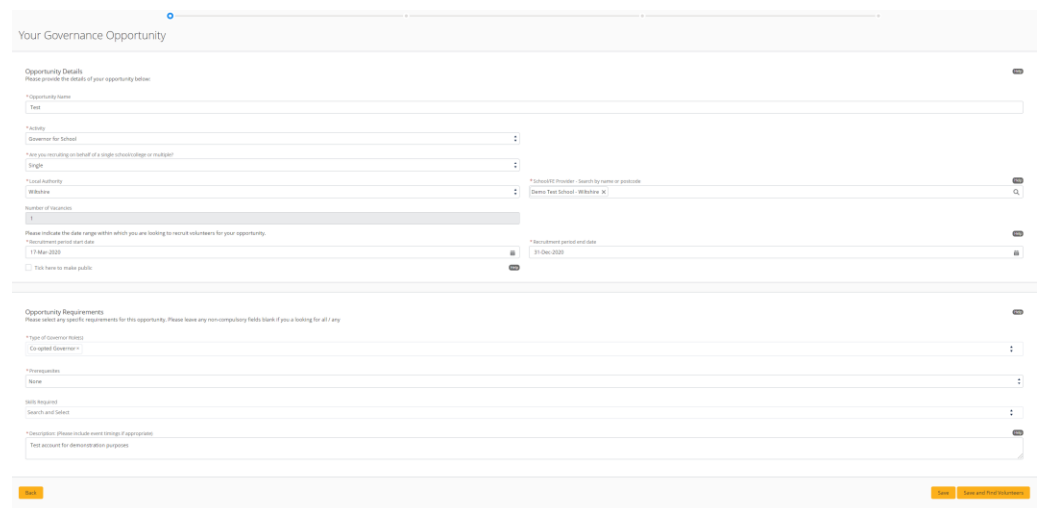 Your Governance Opportunity
Opportunity Details
Help
Please provide the details of your opportunity below:
* Opportunity Name
Test
* Activity
Governor for School
* Are you recruiting on behalf of a single school/college or multiple?
Single
* Local Authority
* School/FE Provider - Search by name or postcode
Help
Wiltshire
Demo Test School - Wiltshire ×
Number of Vacancies
1
Please indicate the date range within which you are looking to recruit volunteers for your opportunity.
Help
* Recruitment period start date
* Recruitment period end date
17-Mar-2020
31-Dec-2020
Tick here to make public
Help
Opportunity Requirements
Help
Please select any specific requirements for this opportunity. Please leave any non-compulsory fields blank if you a looking for all / any
* Type of Governor Role(s)
Co-opted Governor ×
* Prerequisites
None
Skills Required
Search and Select
* Description (Please include event timings if appropriate)
Help
Test account for demonstration purposes
Back
Save
Save and Find Volunteers